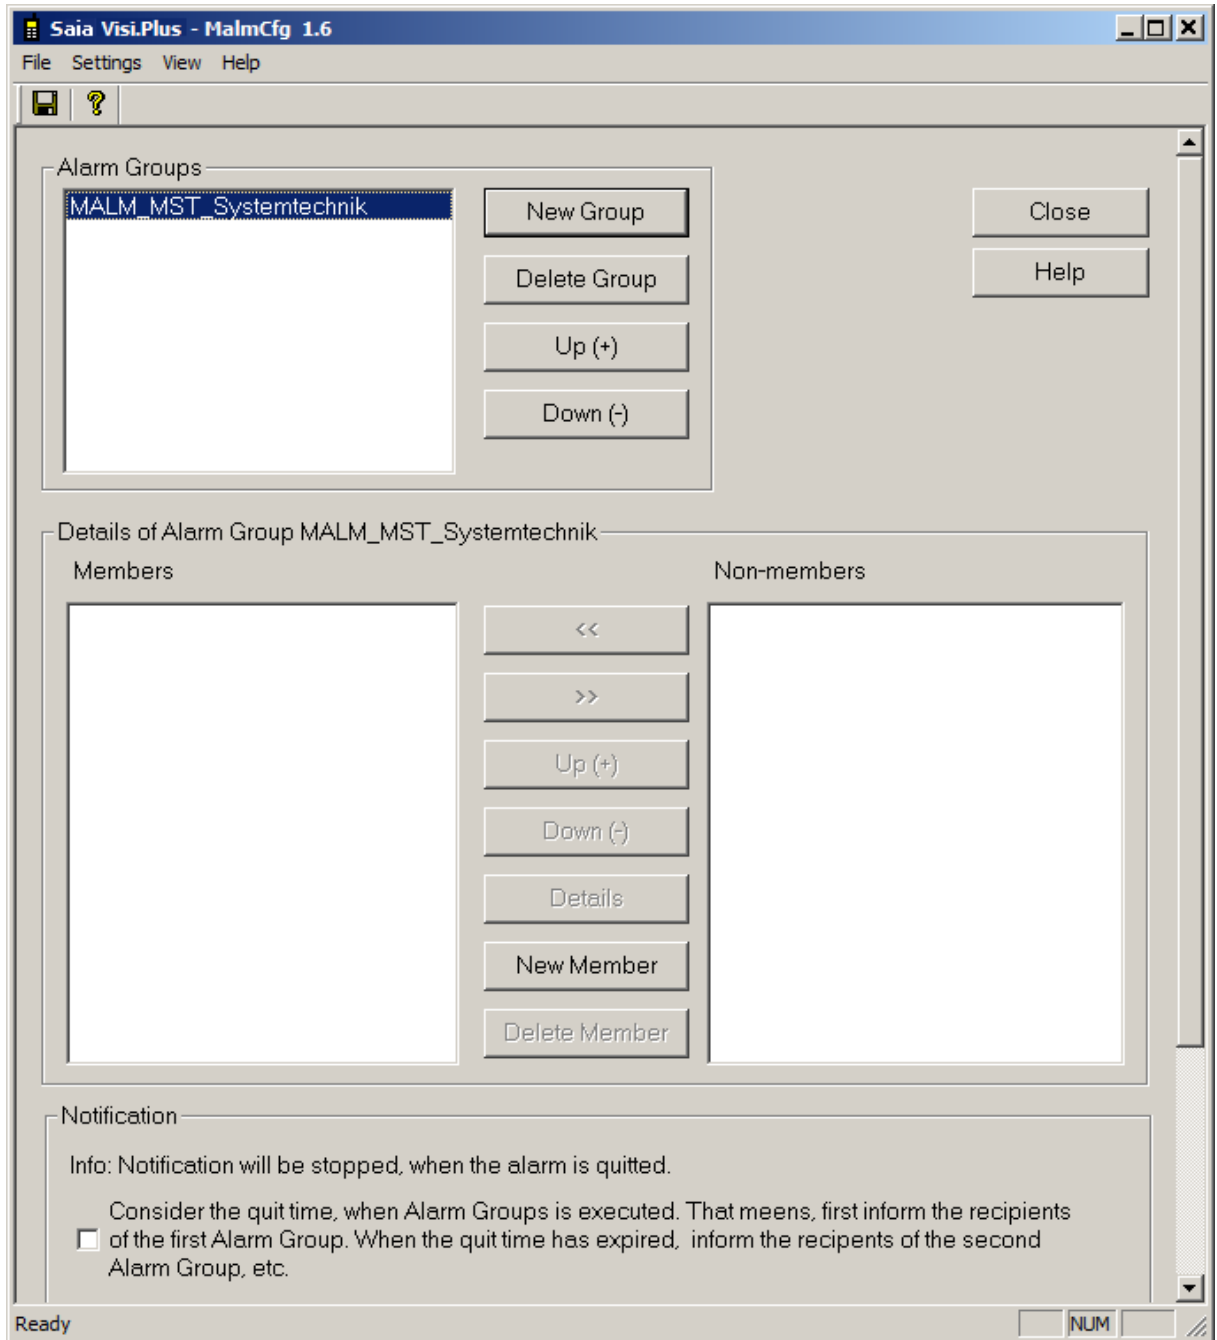 Saia Visi.Plus - MalmCfg 1.6
File Settings View Help
Alarm Groups
MALM_MST_Systemtechnik
New Group
Delete Group
Up (+)
Down (-)
Close
Help
Details of Alarm Group MALM_MST_Systemtechnik
Members
Non-members
<<
>>
Up (+)
Down (-)
Details
New Member
Delete Member
Notification
Info: Notification will be stopped, when the alarm is quitted.
Consider the quit time, when Alarm Groups is executed. That meens, first inform the recipients
of the first Alarm Group. When the quit time has expired, inform the recipents of the second
Alarm Group, etc.
Ready
NUM